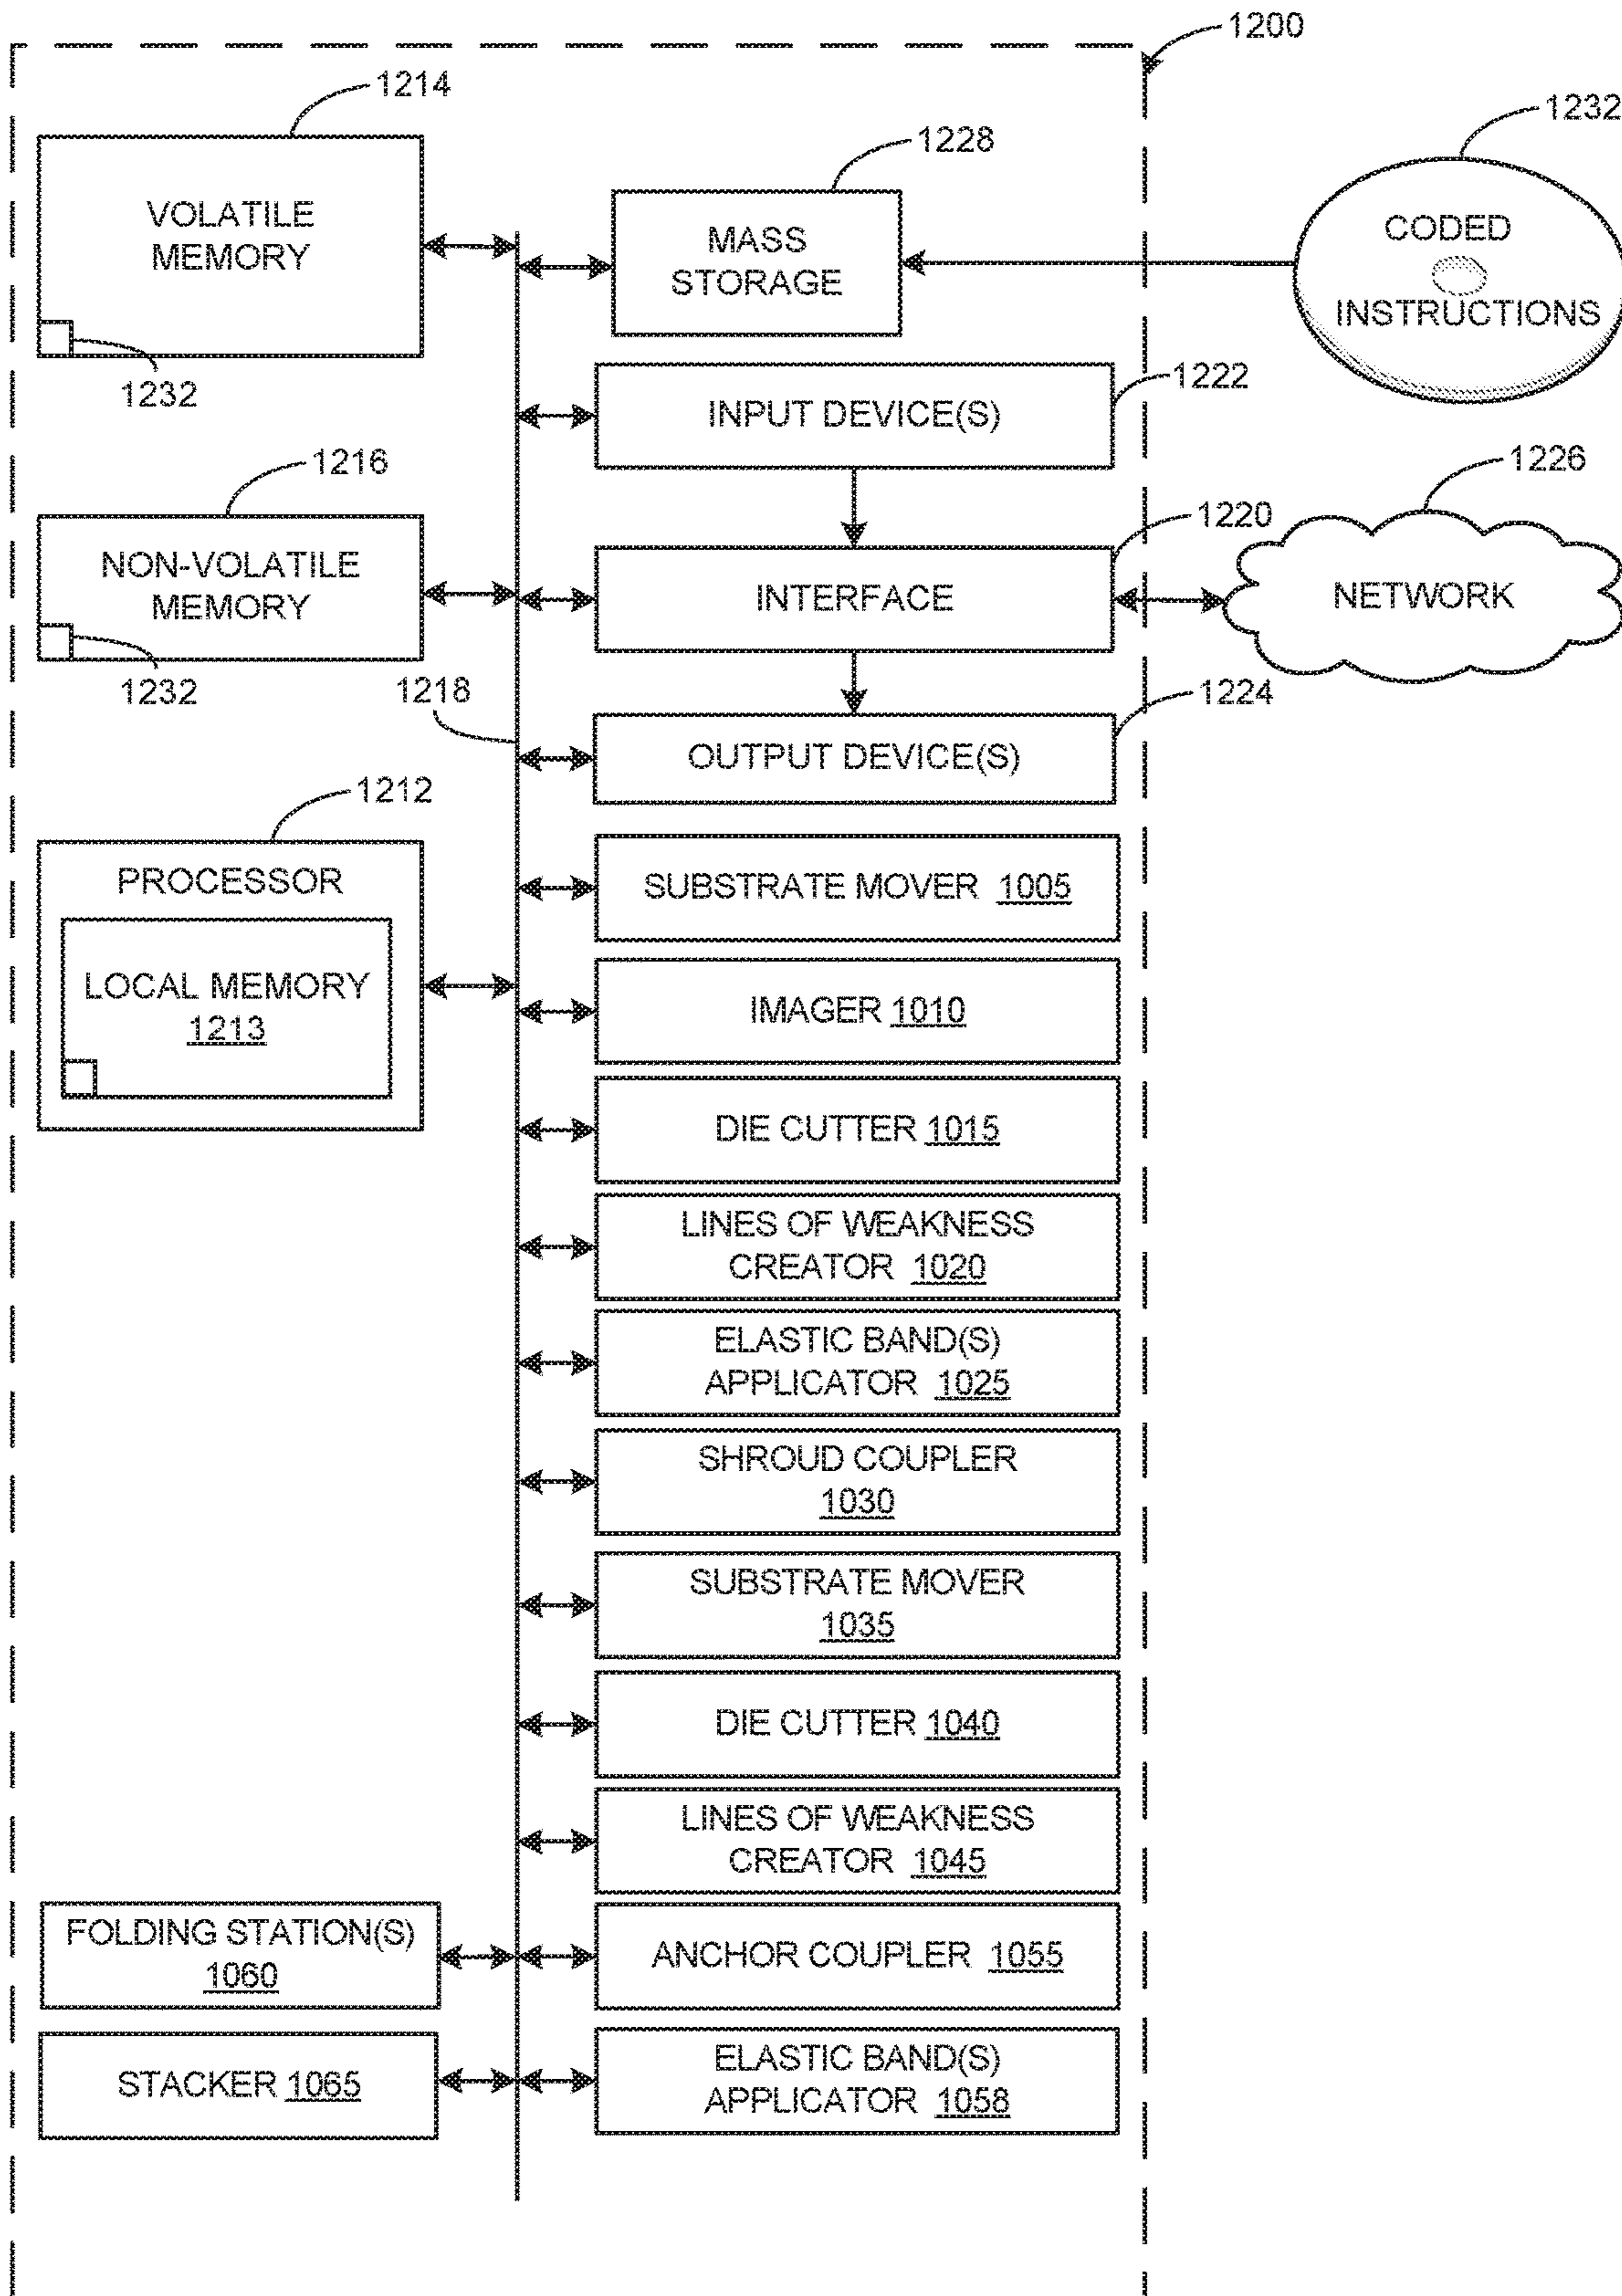 1200
1214
1232
1228
VOLATILE
MEMORY
MASS
STORAGE
CODED
INSTRUCTIONS
1232
1222
INPUT DEVICE(S)
1216
1226
1220
NON-VOLATILE
MEMORY
INTERFACE
NETWORK
1232
1218
1224
OUTPUT DEVICE(S)
1212
PROCESSOR
LOCAL MEMORY
1213
SUBSTRATE MOVER 1005
IMAGER 1010
DIE CUTTER 1015
LINES OF WEAKNESS
CREATOR 1020
ELASTIC BAND(S)
APPLICATOR 1025
SHROUD COUPLER
1030
SUBSTRATE MOVER
1035
DIE CUTTER 1040
LINES OF WEAKNESS
CREATOR 1045
FOLDING STATION(S)
1060
ANCHOR COUPLER 1055
STACKER 1065
ELASTIC BAND(S)
APPLICATOR 1058